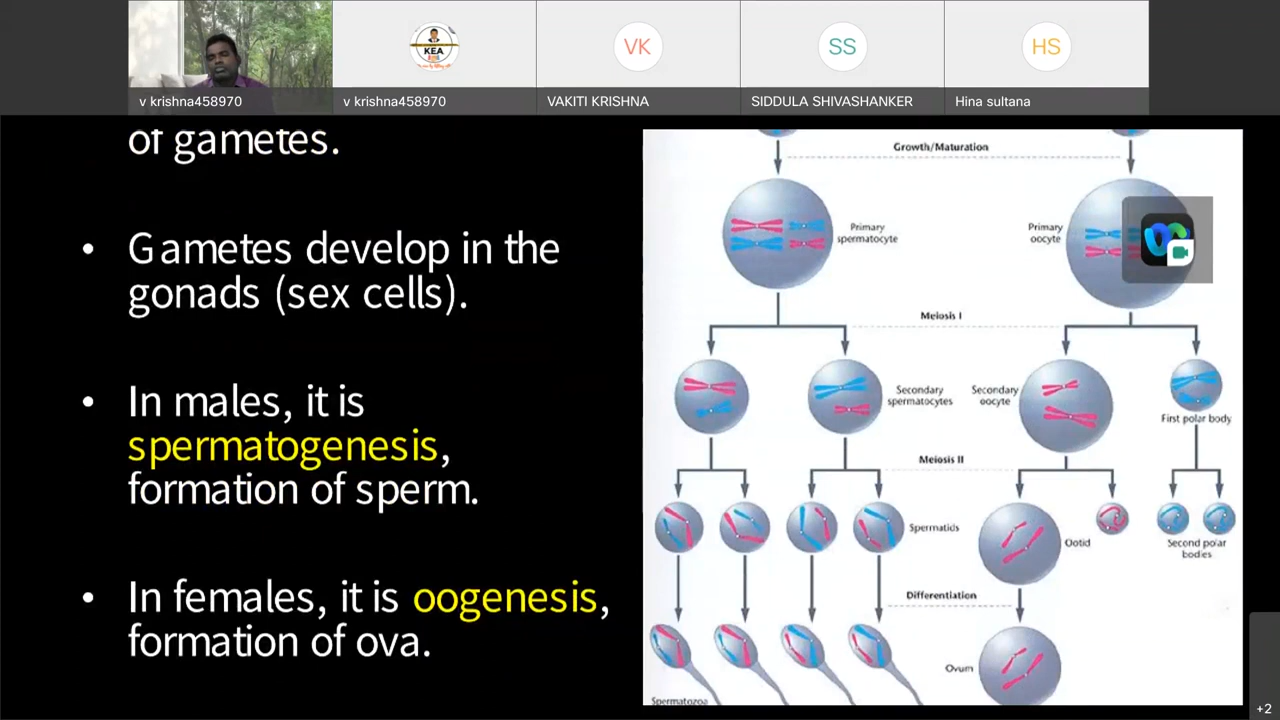 KEA
VK
SS
HS
v krishna458970
v krishna458970
VAKITI KRISHNA
SIDDULA SHIVASHANKER
Hina sultana
of gametes.
• Gametes develop in the
gonads (sex cells).
• In males, it is
spermatogenesis,
formation of sperm.
• In females, it is oogenesis,
formation of ova.
Growth/Maturation
Primary
spermatocyte
Primary
oocyte
Meiosis I
Secondary
spermatocytes
Secondary
oocyte
First polar body
Meiosis II
Spermatids
Ootid
Second polar
bodies
Differentiation
Ovum
Spermatozoa
+2